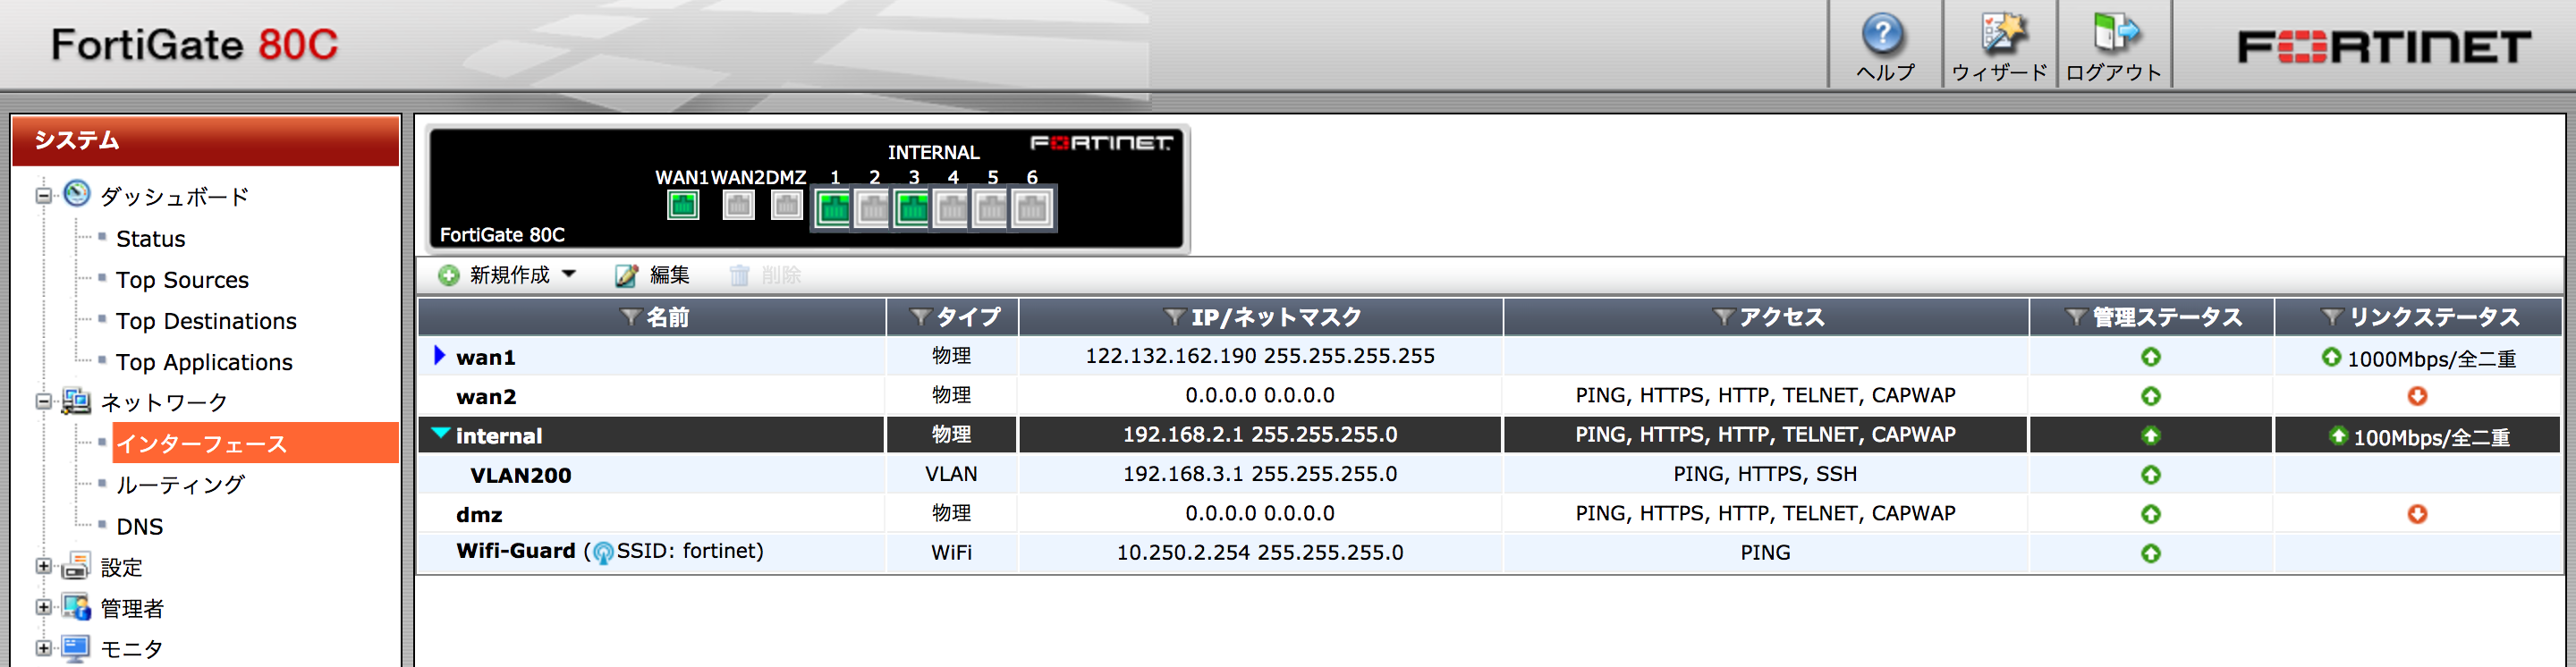 FortiGate 80C
ヘルプ
ウィザード
ログアウト
FORTINET
システム
ダッシュボード
Status
Top Sources
Top Destinations
Top Applications
ネットワーク
インターフェース
ルーティング
DNS
設定
管理者
モニタ
FORTINET
INTERNAL
WAN1 WAN2 DMZ 1 2 3 4 5 6
FortiGate 80C
新規作成 編集 削除
名前 タイプ IP/ネットマスク アクセス 管理ステータス リンクステータス
wan1 物理 122.132.162.190 255.255.255.255 1000Mbps/全二重
wan2 物理 0.0.0.0 0.0.0.0 PING, HTTPS, HTTP, TELNET, CAPWAP
internal 物理 192.168.2.1 255.255.255.0 PING, HTTPS, HTTP, TELNET, CAPWAP 100Mbps/全二重
VLAN200 VLAN 192.168.3.1 255.255.255.0 PING, HTTPS, SSH
dmz 物理 0.0.0.0 0.0.0.0 PING, HTTPS, HTTP, TELNET, CAPWAP
Wifi-Guard (SSID: fortinet) WiFi 10.250.2.254 255.255.255.0 PING